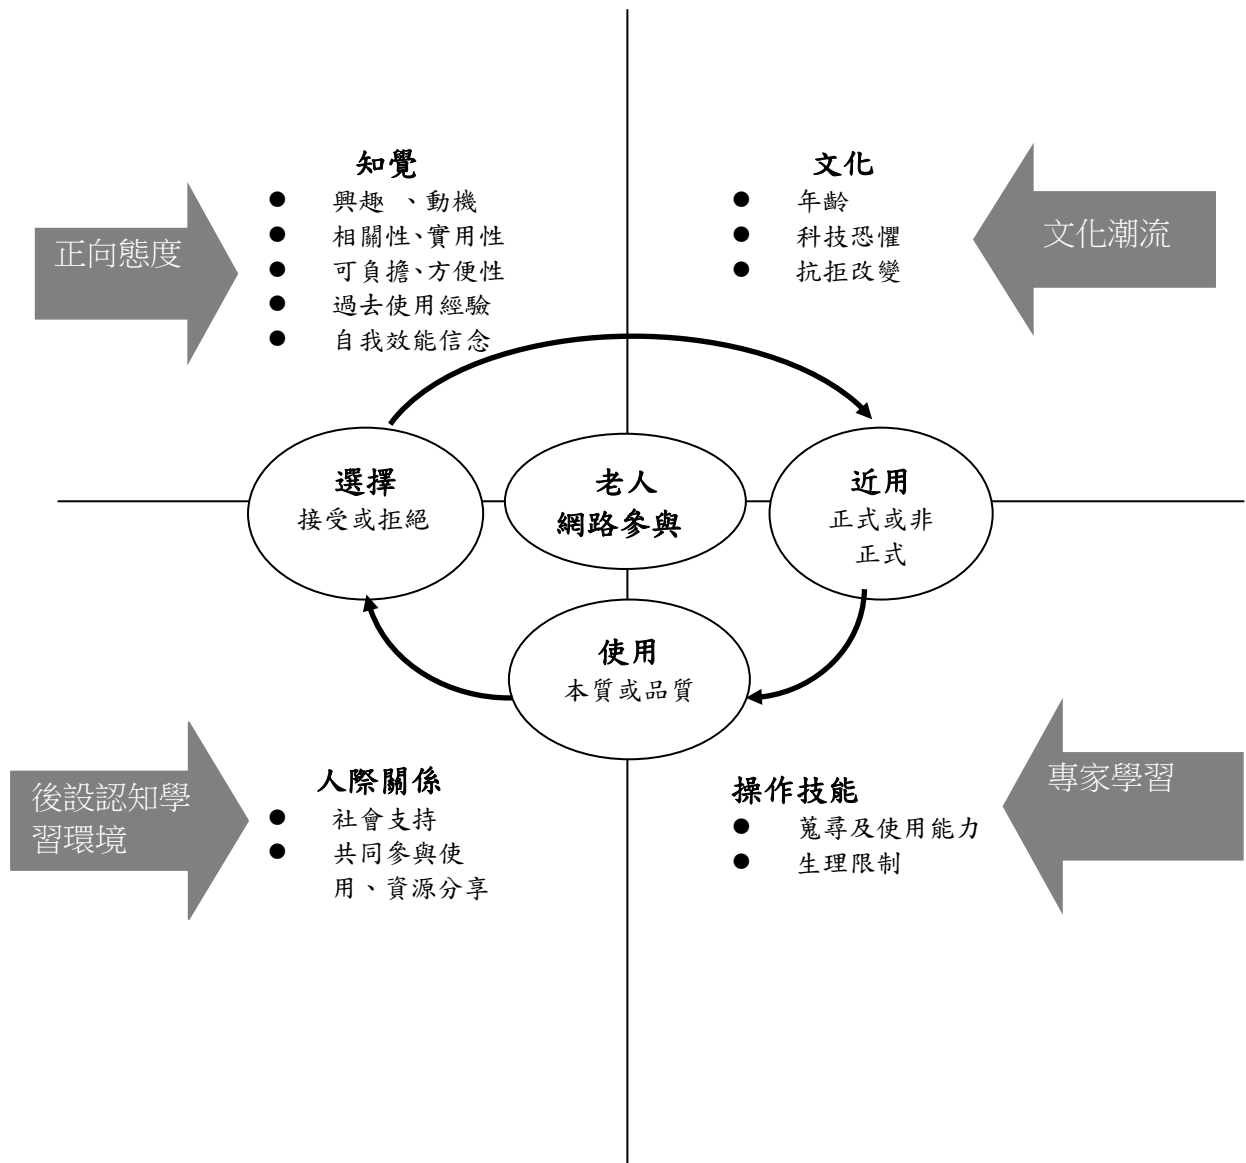 知覺
興趣 、動機
相關性、實用性
可負擔、方便性
過去使用經驗
自我效能信念
正向態度
文化
年齡
科技恐懼
抗拒改變
文化潮流
選擇
接受或拒絕
老人
網路參與
近用
正式或非
正式
使用
本質或品質
後設認知學
習環境
人際關係
社會支持
共同參與使
用、資源分享
操作技能
蒐尋及使用能力
生理限制
專家學習